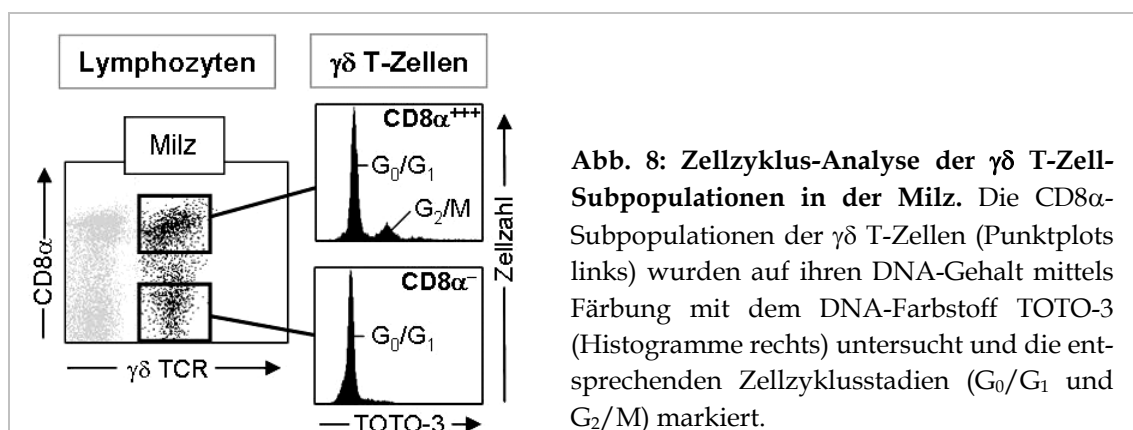 Lymphozyten
γδ T-Zellen
Milz
CD8α
γδ TCR
CD8α⁺⁺⁺
G₀/G₁
G₂/M
CD8α⁻
G₀/G₁
TOTO-3
Zellzahl
Abb. 8: Zellzyklus-Analyse der γδ T-Zell-
Subpopulationen in der Milz. Die CD8α-
Subpopulationen der γδ T-Zellen (Punktplots
links) wurden auf ihren DNA-Gehalt mittels
Färbung mit dem DNA-Farbstoff TOTO-3
(Histogramme rechts) untersucht und die ent-
sprechenden Zellzyklusstadien (G₀/G₁ und
G₂/M) markiert.